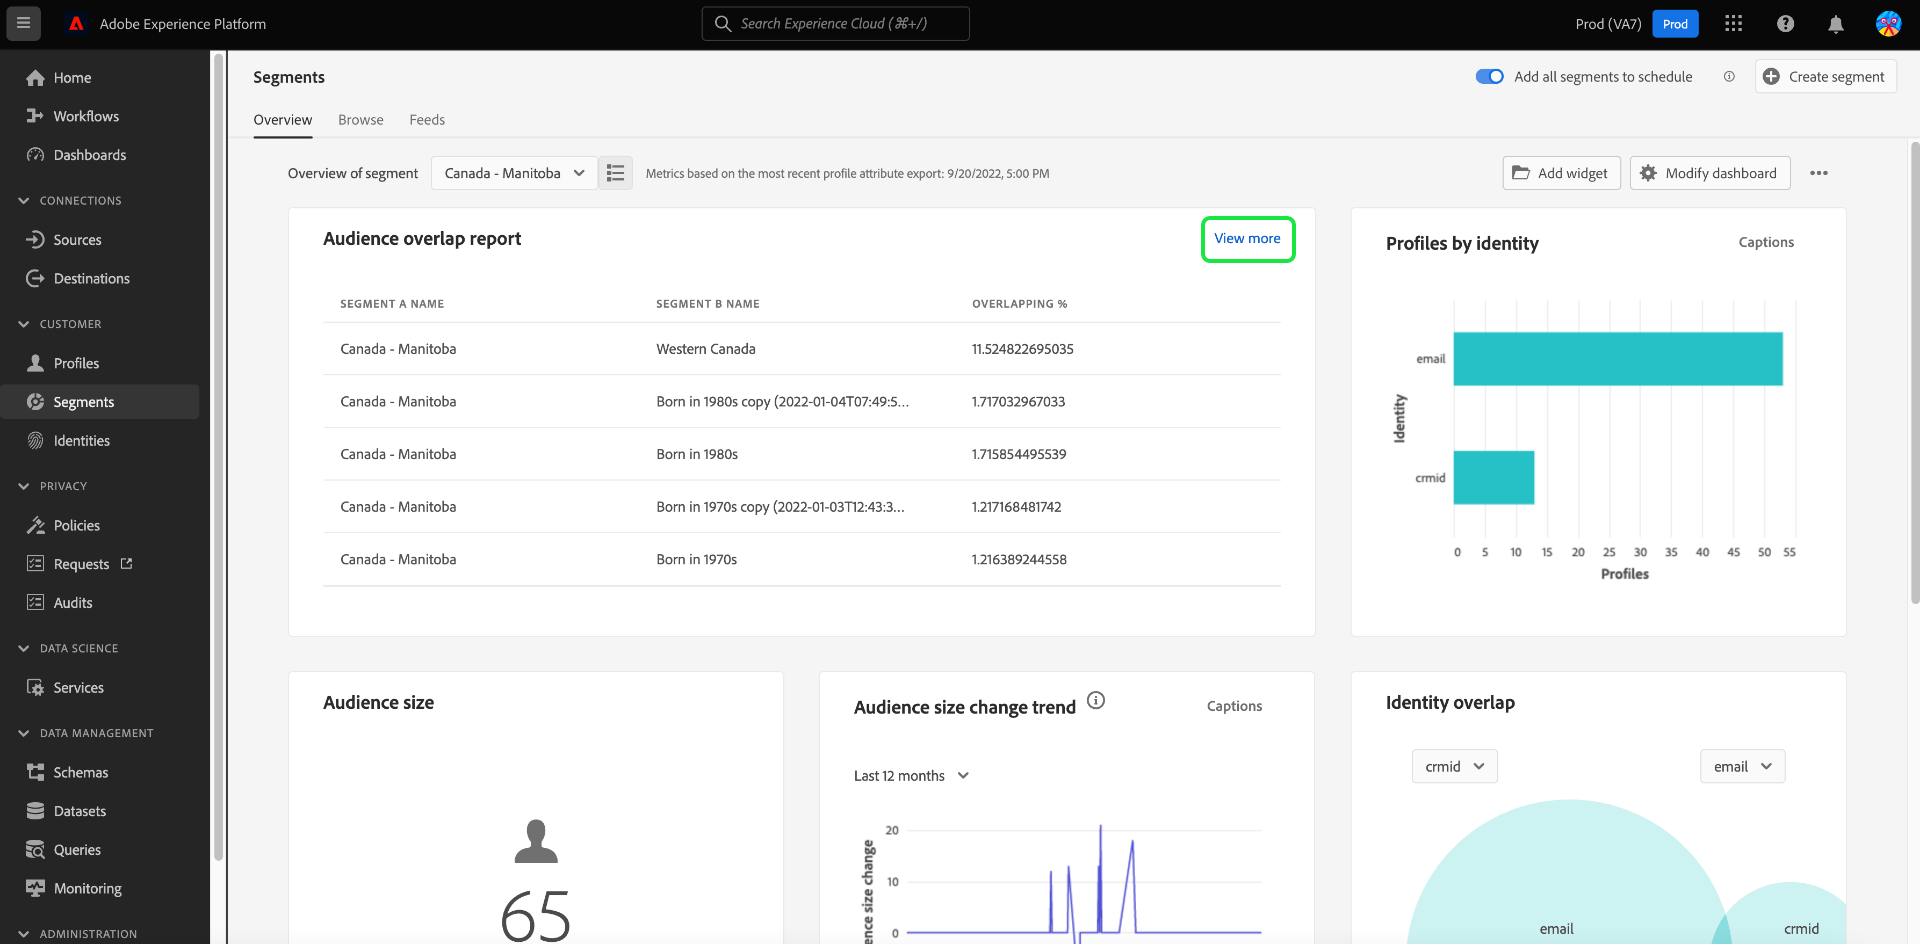 Adobe Experience Platform
Search Experience Cloud (⌘+/)
Prod (VA7)
Prod
Home
Workflows
Dashboards
CONNECTIONS
Sources
Destinations
CUSTOMER
Profiles
Segments
Identities
PRIVACY
Policies
Requests
Audits
DATA SCIENCE
Services
DATA MANAGEMENT
Schemas
Datasets
Queries
Monitoring
ADMINISTRATION
Segments
Add all segments to schedule
Create segment
Overview Browse Feeds
Overview of segment
Canada - Manitoba
Metrics based on the most recent profile attribute export: 9/20/2022, 5:00 PM
Add widget
Modify dashboard
Audience overlap report
View more
SEGMENT A NAME SEGMENT B NAME OVERLAPPING %
Canada - Manitoba Western Canada 11.524822695035
Canada - Manitoba Born in 1980s copy (2022-01-04T07:49:5... 1.717032967033
Canada - Manitoba Born in 1980s 1.715854495539
Canada - Manitoba Born in 1970s copy (2022-01-03T12:43:3... 1.217168481742
Canada - Manitoba Born in 1970s 1.216389244558
Profiles by identity
Captions
Identity
email
crmid
0 5 10 15 20 25 30 35 40 45 50 55
Profiles
Audience size
65
Audience size change trend
Captions
Last 12 months
ence size change
20
10
0
Identity overlap
crmid
email
email
crmid